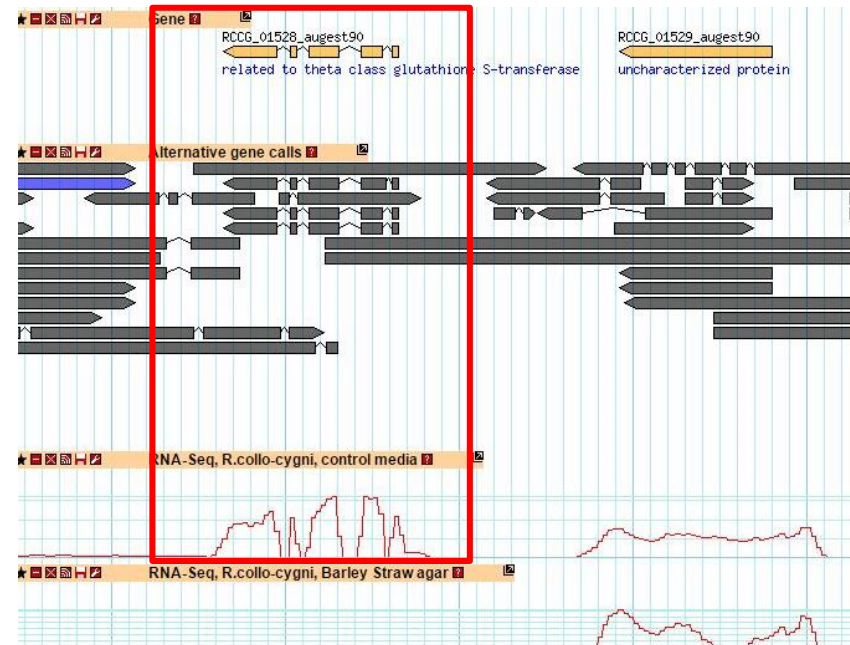 Gene ?
RCCG_01528_augest90
RCCG_01529_augest90
related to theta class glutathione S-transferase
uncharacterized protein
Alternative gene calls ?
RNA-Seq, R.collo-cygni, control media ?
RNA-Seq, R.collo-cygni, Barley Straw agar ?